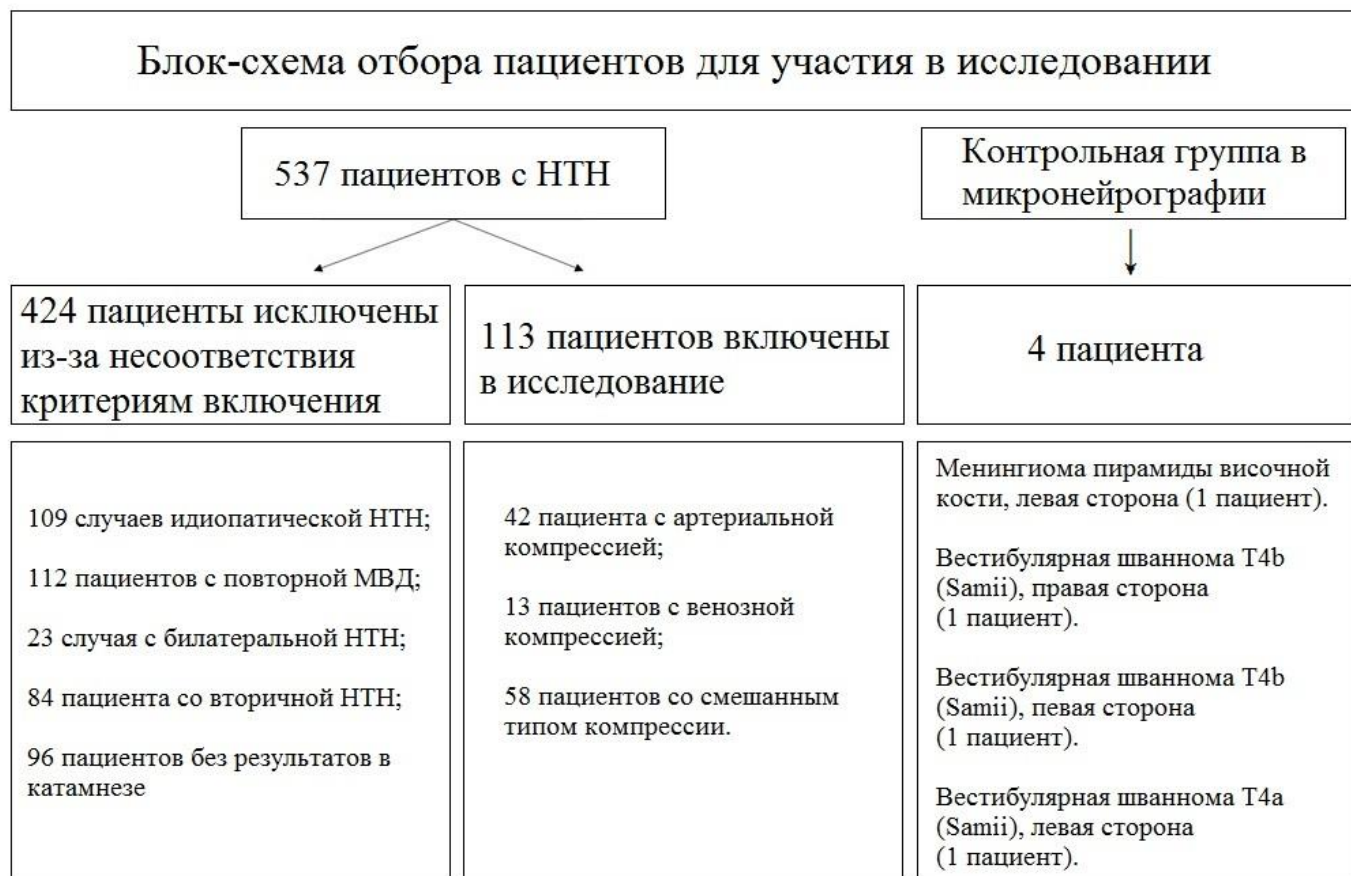 Блок-схема отбора пациентов для участия в исследовании
537 пациентов с НТН
Контрольная группа в
микронейрографии
424 пациенты исключены
из-за несоответствия
критериям включения
113 пациентов включены
в исследование
4 пациента
109 случаев идиопатической НТН;
112 пациентов с повторной МВД;
23 случая с билатеральной НТН;
84 пациента со вторичной НТН;
96 пациентов без результатов в
катамнезе
42 пациента с артериальной
компрессией;
13 пациентов с венозной
компрессией;
58 пациентов со смешанным
типом компрессии.
Менингиома пирамиды височной
кости, левая сторона (1 пациент).
Вестибулярная шваннома T4b
(Samii), правая сторона
(1 пациент).
Вестибулярная шваннома T4b
(Samii), певая сторона
(1 пациент).
Вестибулярная шваннома T4a
(Samii), левая сторона
(1 пациент).